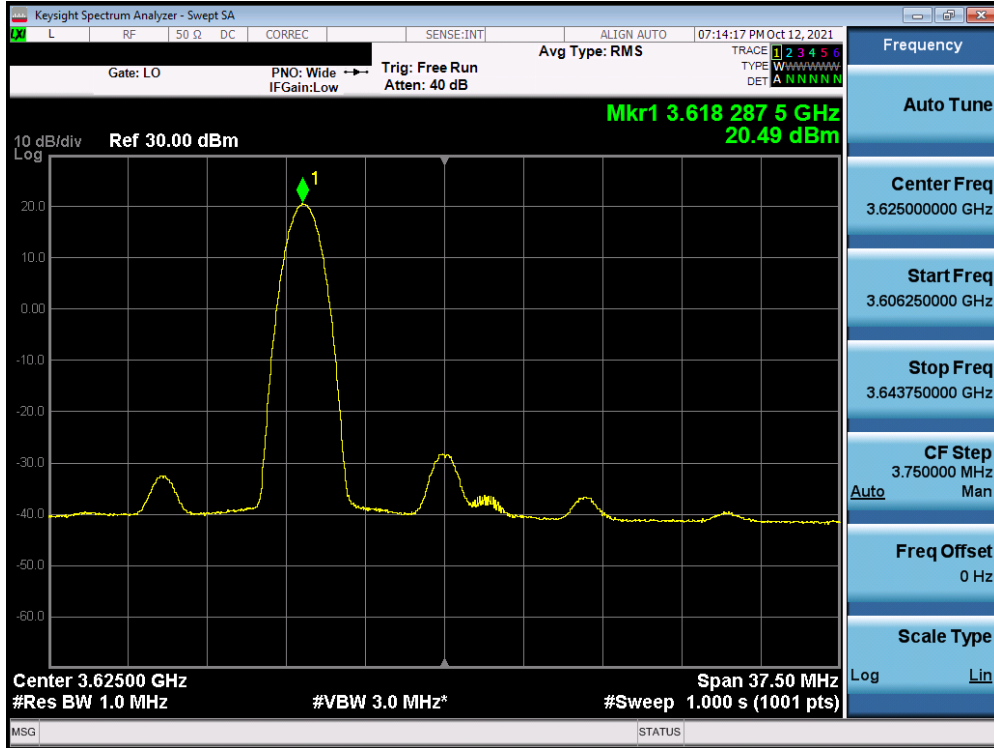 Keysight Spectrum Analyzer - Swept SA
LXI L RF 50 Ω DC CORREC SENSE:INT ALIGN AUTO 07:14:17 PM Oct 12, 2021
Frequency
Avg Type: RMS
TRACE 1 2 3 4 5 6
TYPE WWWWWW
DET A N N N N N
Gate: LO
PNO: Wide
IFGain:Low
Trig: Free Run
Atten: 40 dB
Mkr1 3.618 287 5 GHz
20.49 dBm
10 dB/div
Log
Ref 30.00 dBm
1
20.0
10.0
0.00
-10.0
-20.0
-30.0
-40.0
-50.0
-60.0
Center 3.62500 GHz
Span 37.50 MHz
#Res BW 1.0 MHz
#VBW 3.0 MHz*
#Sweep 1.000 s (1001 pts)
Auto Tune
Center Freq
3.625000000 GHz
Start Freq
3.606250000 GHz
Stop Freq
3.643750000 GHz
CF Step
3.750000 MHz
Auto Man
Freq Offset
0 Hz
Scale Type
Log Lin
MSG
STATUS